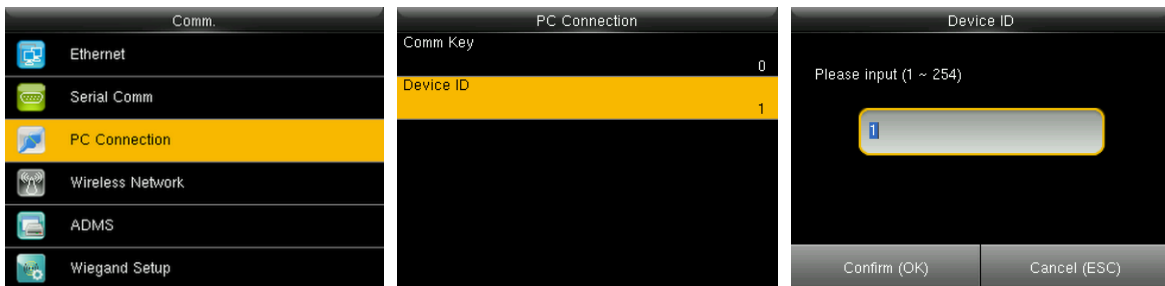 Comm.
Ethernet
Serial Comm
PC Connection
Wireless Network
ADMS
Wiegand Setup
PC Connection
Comm Key
0
Device ID
1
Device ID
Please input (1 ~ 254)
1
Confirm (OK)
Cancel (ESC)